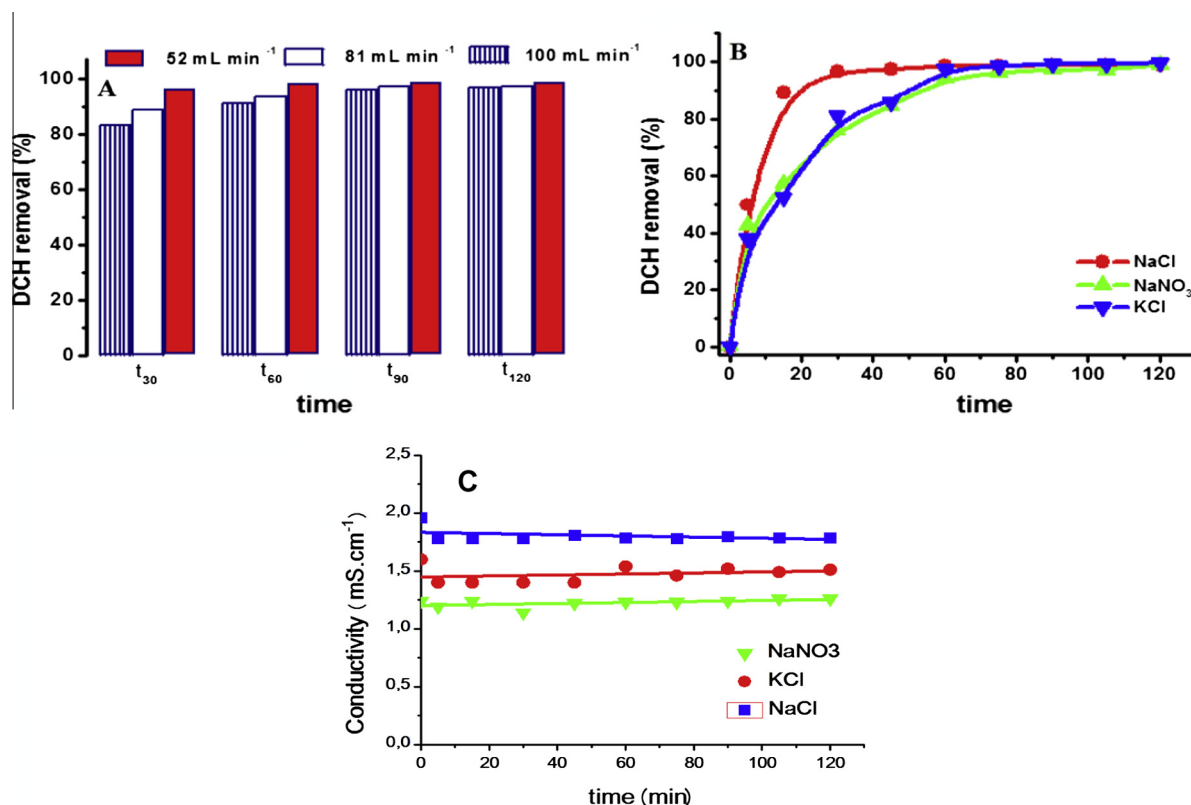 52 mL min⁻¹ 81 mL min⁻¹ 100 mL min⁻¹
A
DCH removal (%)
100
80
60
40
20
0
t₃₀ t₆₀ t₉₀ t₁₂₀
time
B
DCH removal (%)
100
80
60
40
20
0
NaCl
NaNO₃
KCl
0 20 40 60 80 100 120
time
C
Conductivity ( mS.cm⁻¹)
2,5
2,0
1,5
1,0
0,5
0,0
NaNO3
KCl
NaCl
0 20 40 60 80 100 120
time (min)